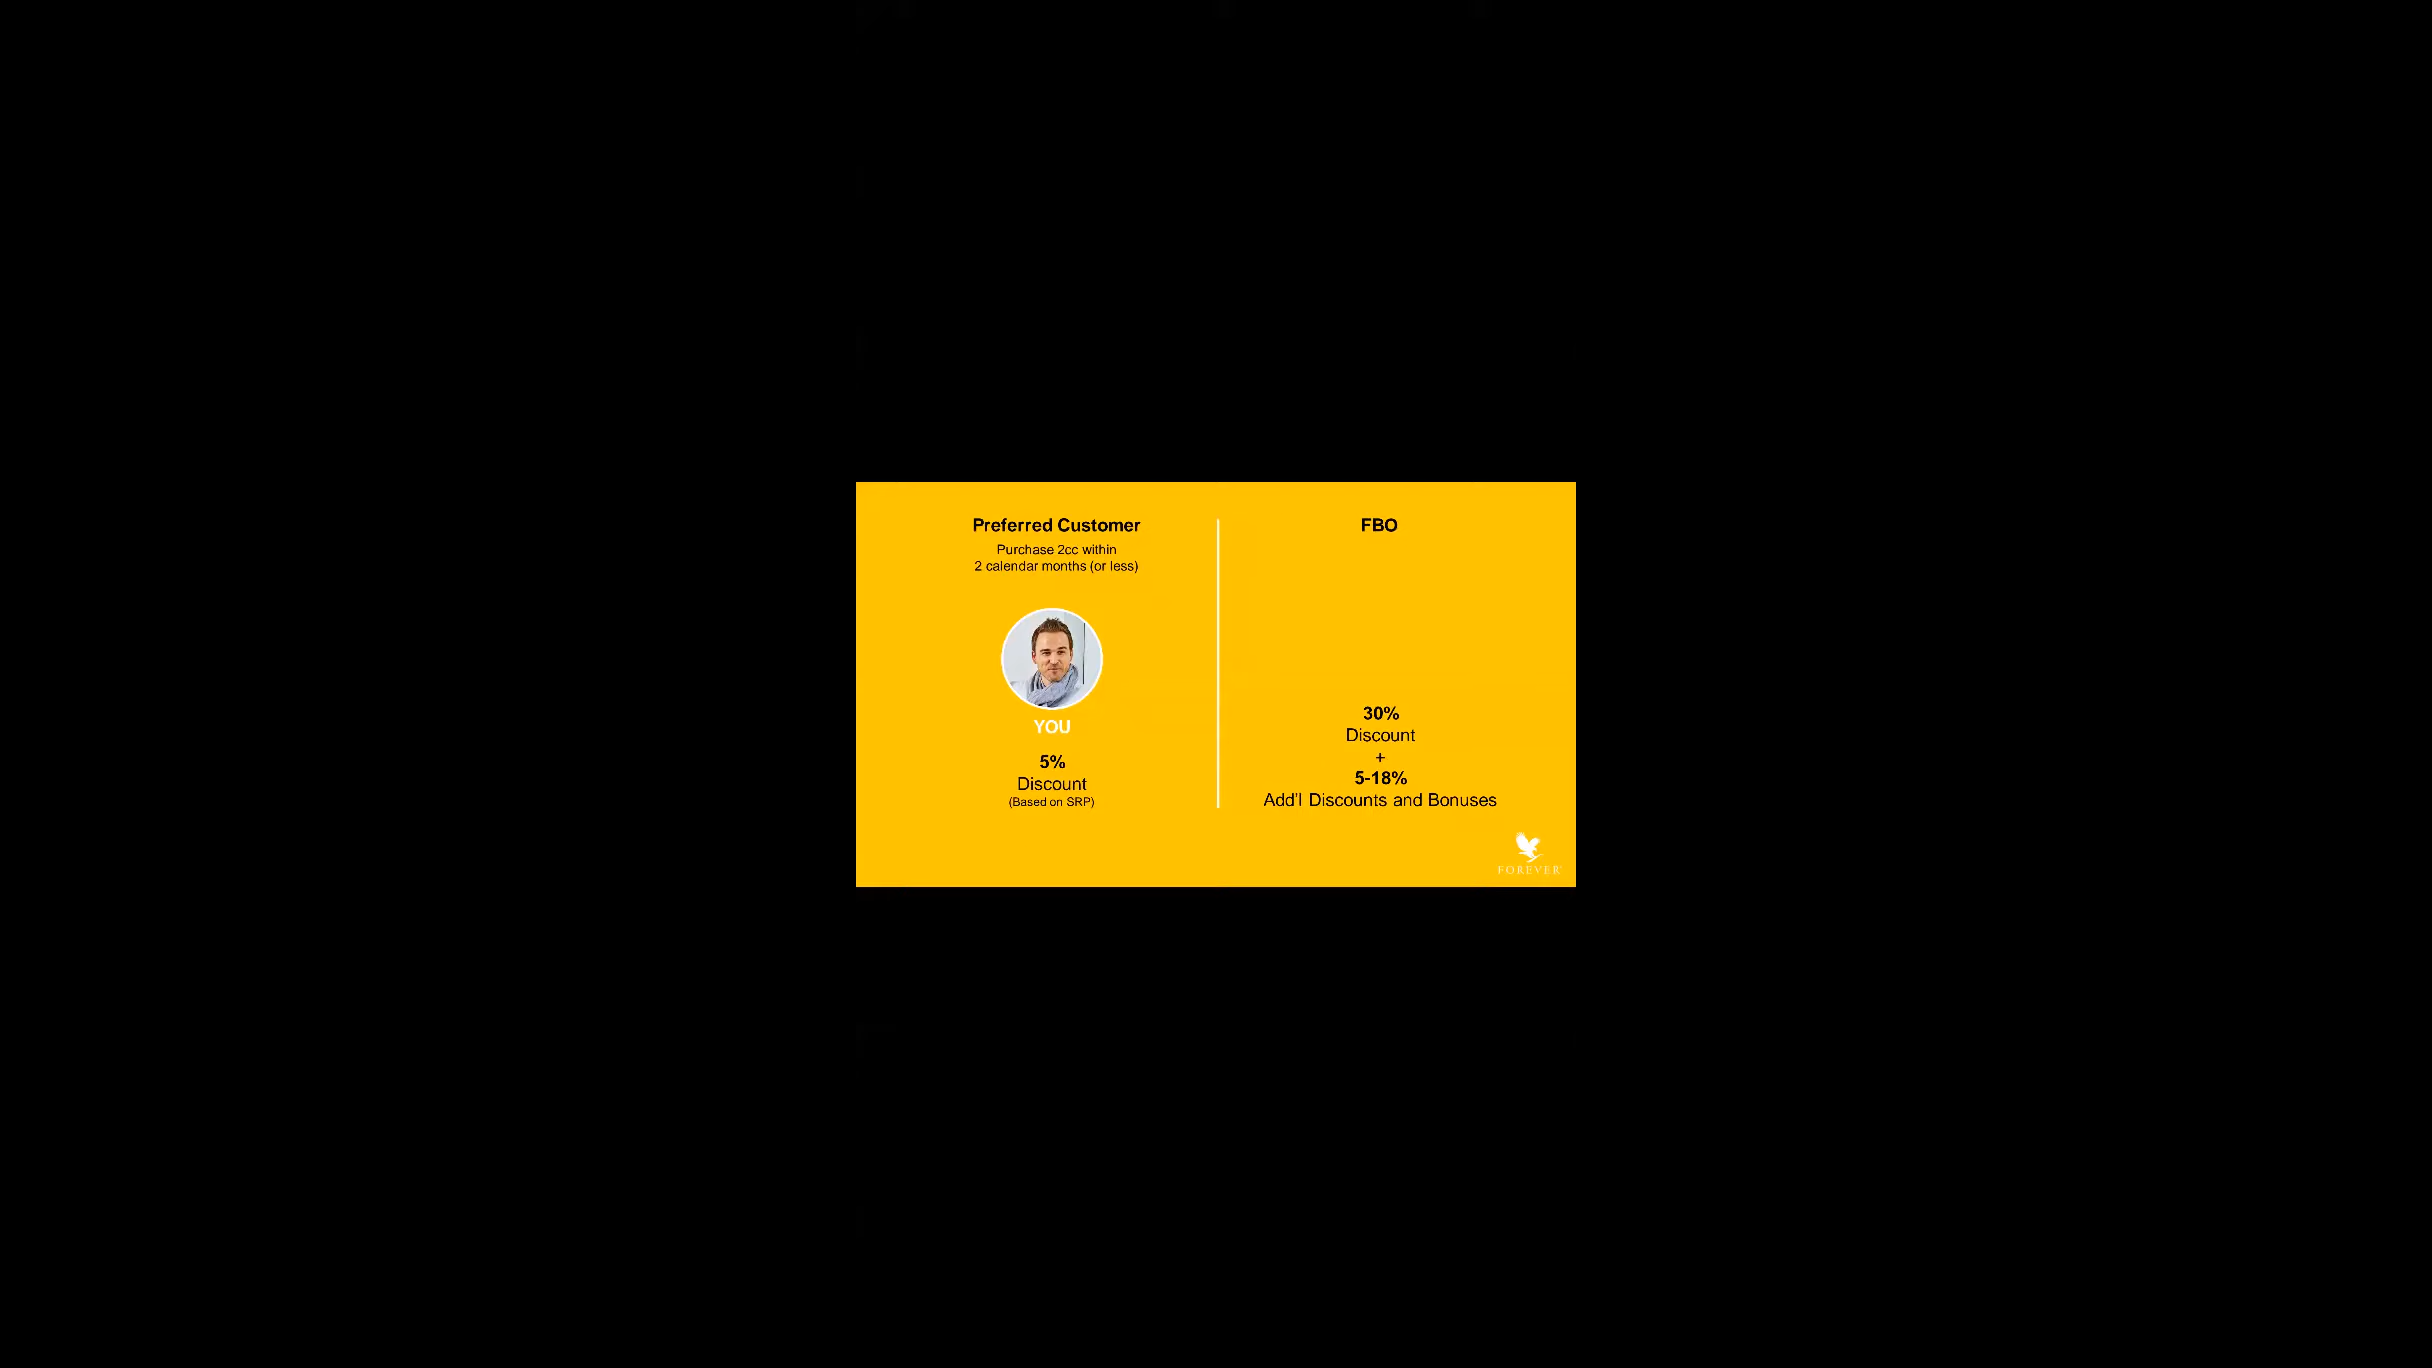 Preferred Customer
Purchase 2cc within
2 calendar months (or less)
YOU
5%
Discount
(Based on SRP)
FBO
30%
Discount
+
5-18%
Add'l Discounts and Bonuses
FOREVER